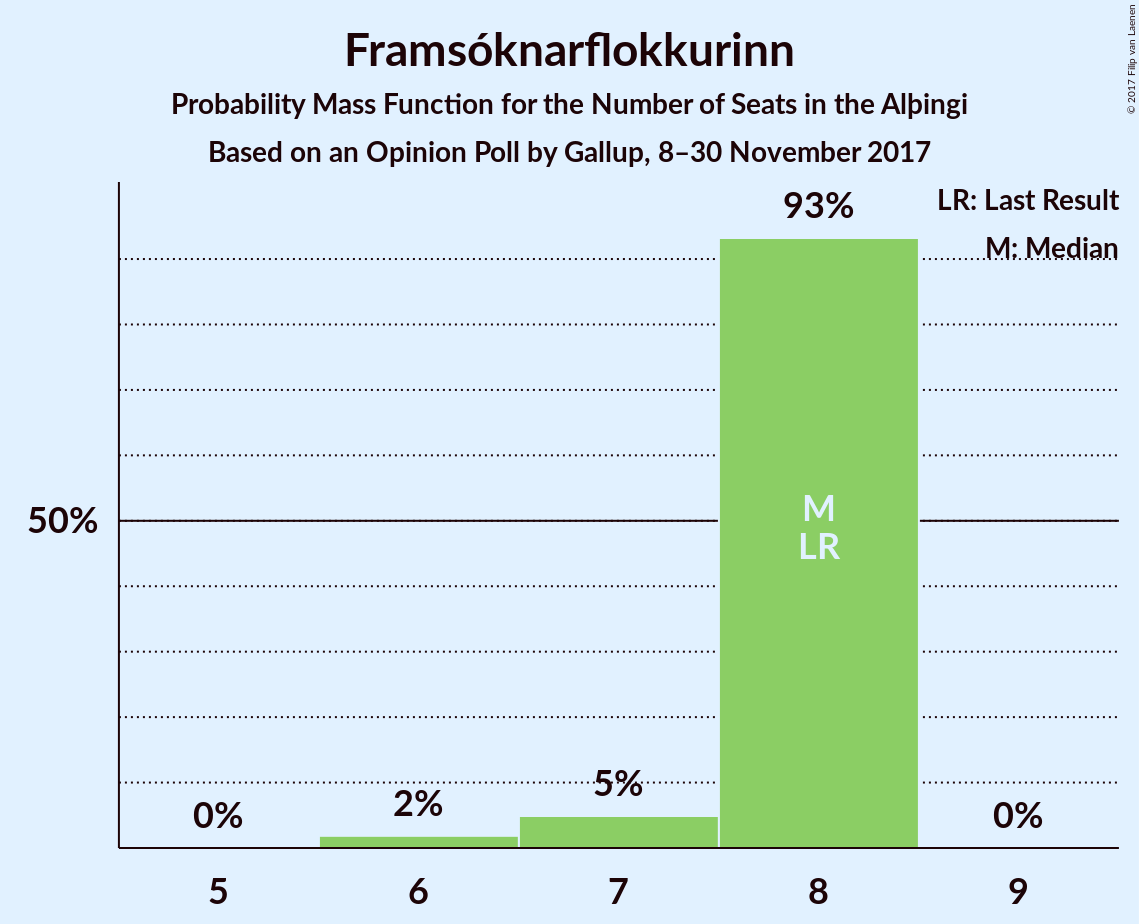 Framsóknarflokkurinn
Probability Mass Function for the Number of Seats in the Alþingi
Based on an Opinion Poll by Gallup, 8–30 November 2017
© 2017 Filip van Laenen
LR: Last Result
M: Median
93%
50%
M
LR
0%
2%
5%
0%
5
6
7
8
9